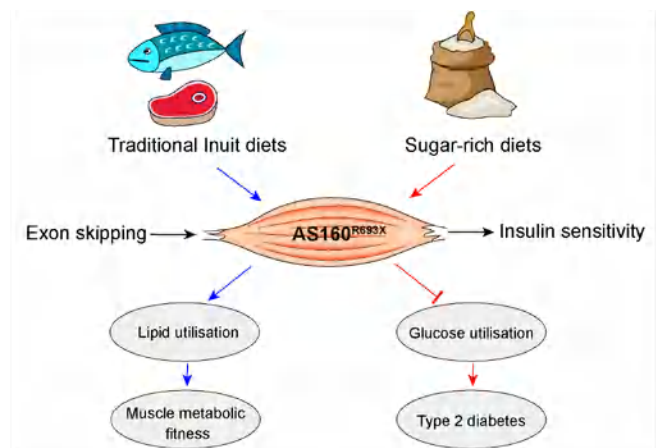 Traditional Inuit diets
Sugar-rich diets
Exon skipping
AS160R693X
Insulin sensitivity
Lipid utilisation
Glucose utilisation
Muscle metabolic
fitness
Type 2 diabetes